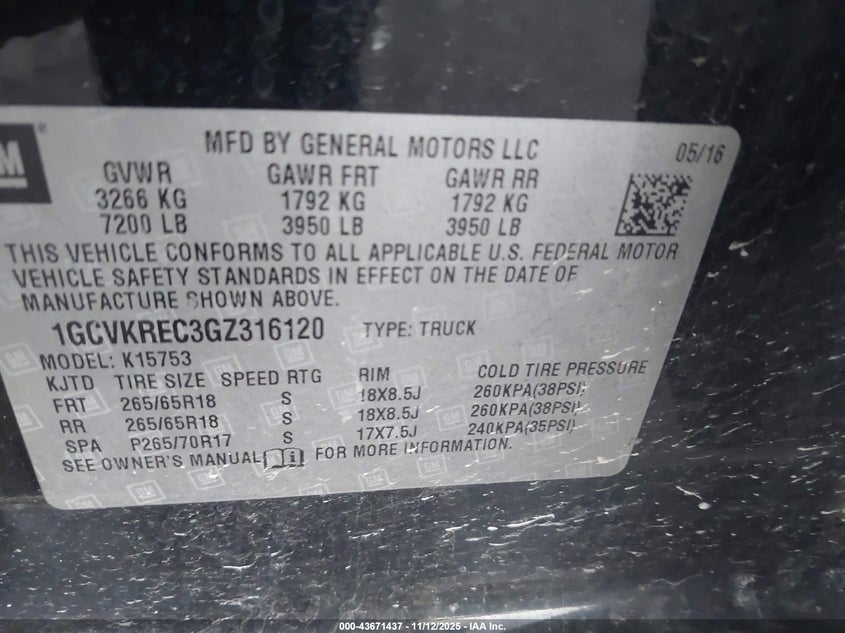 GM ®
MFD BY GENERAL MOTORS LLC 05/16
GVWR GAWR FRT GAWR RR
3266 KG 1792 KG 1792 KG
7200 LB 3950 LB 3950 LB
THIS VEHICLE CONFORMS TO ALL APPLICABLE U.S. FEDERAL MOTOR
VEHICLE SAFETY STANDARDS IN EFFECT ON THE DATE OF
MANUFACTURE SHOWN ABOVE.
1GCVKREC3GZ316120 TYPE: TRUCK
MODEL: K15753
KJTD TIRE SIZE SPEED RTG RIM COLD TIRE PRESSURE
FRT 265/65R18 S 18X8.5J 260KPA(38PSI)
RR 265/65R18 S 18X8.5J 260KPA(38PSI)
SPA P265/70R17 S 17X7.5J 240KPA(35PSI)
SEE OWNER'S MANUAL FOR MORE INFORMATION.
000-43671437 - 11/12/2025 - IAA Inc.